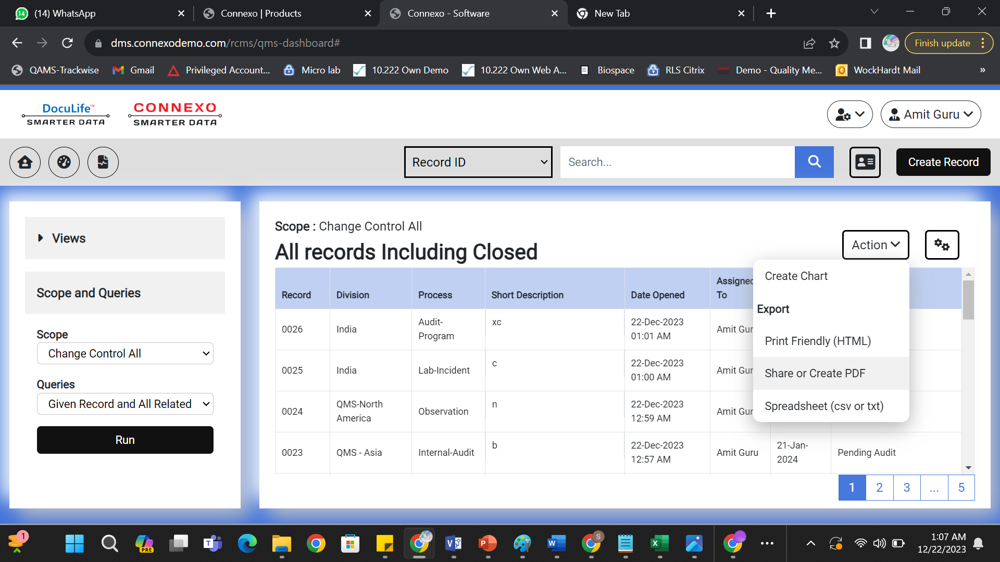 14
(14) WhatsApp
Connexo | Products
Connexo - Software
New Tab
dms.connexodemo.com/rcms/qms-dashboard#
Finish update
QAMS-Trackwise
Gmail
Privileged Account...
Micro lab
10.222 Own Demo
10.222 Own Web A...
Biospace
RLS Citrix
Demo - Quality Me...
WockHardt Mail
»
DocuLife™
SMARTER DATA
CONNEXO
SMARTER DATA
Amit Guru
Record ID
Search...
Create Record
Views
Scope and Queries
Scope
Change Control All
Queries
Given Record and All Related
Run
Scope : Change Control All
All records Including Closed
Action
Create Chart
Export
Print Friendly (HTML)
Share or Create PDF
Spreadsheet (csv or txt)
Record Division Process Short Description Date Opened Assigned To
0026 India Audit-Program xc 22-Dec-2023 01:01 AM Amit Gur
0025 India Lab-Incident c 22-Dec-2023 01:00 AM Amit Gur
0024 QMS-North America Observation n 22-Dec-2023 12:59 AM Amit Gur
0023 QMS - Asia Internal-Audit b 22-Dec-2023 12:57 AM Amit Guru 21-Jan-2024 Pending Audit
1 2 3 ... 5
1
PRE
T
V
P
W
S
X
1:07 AM
12/22/2023